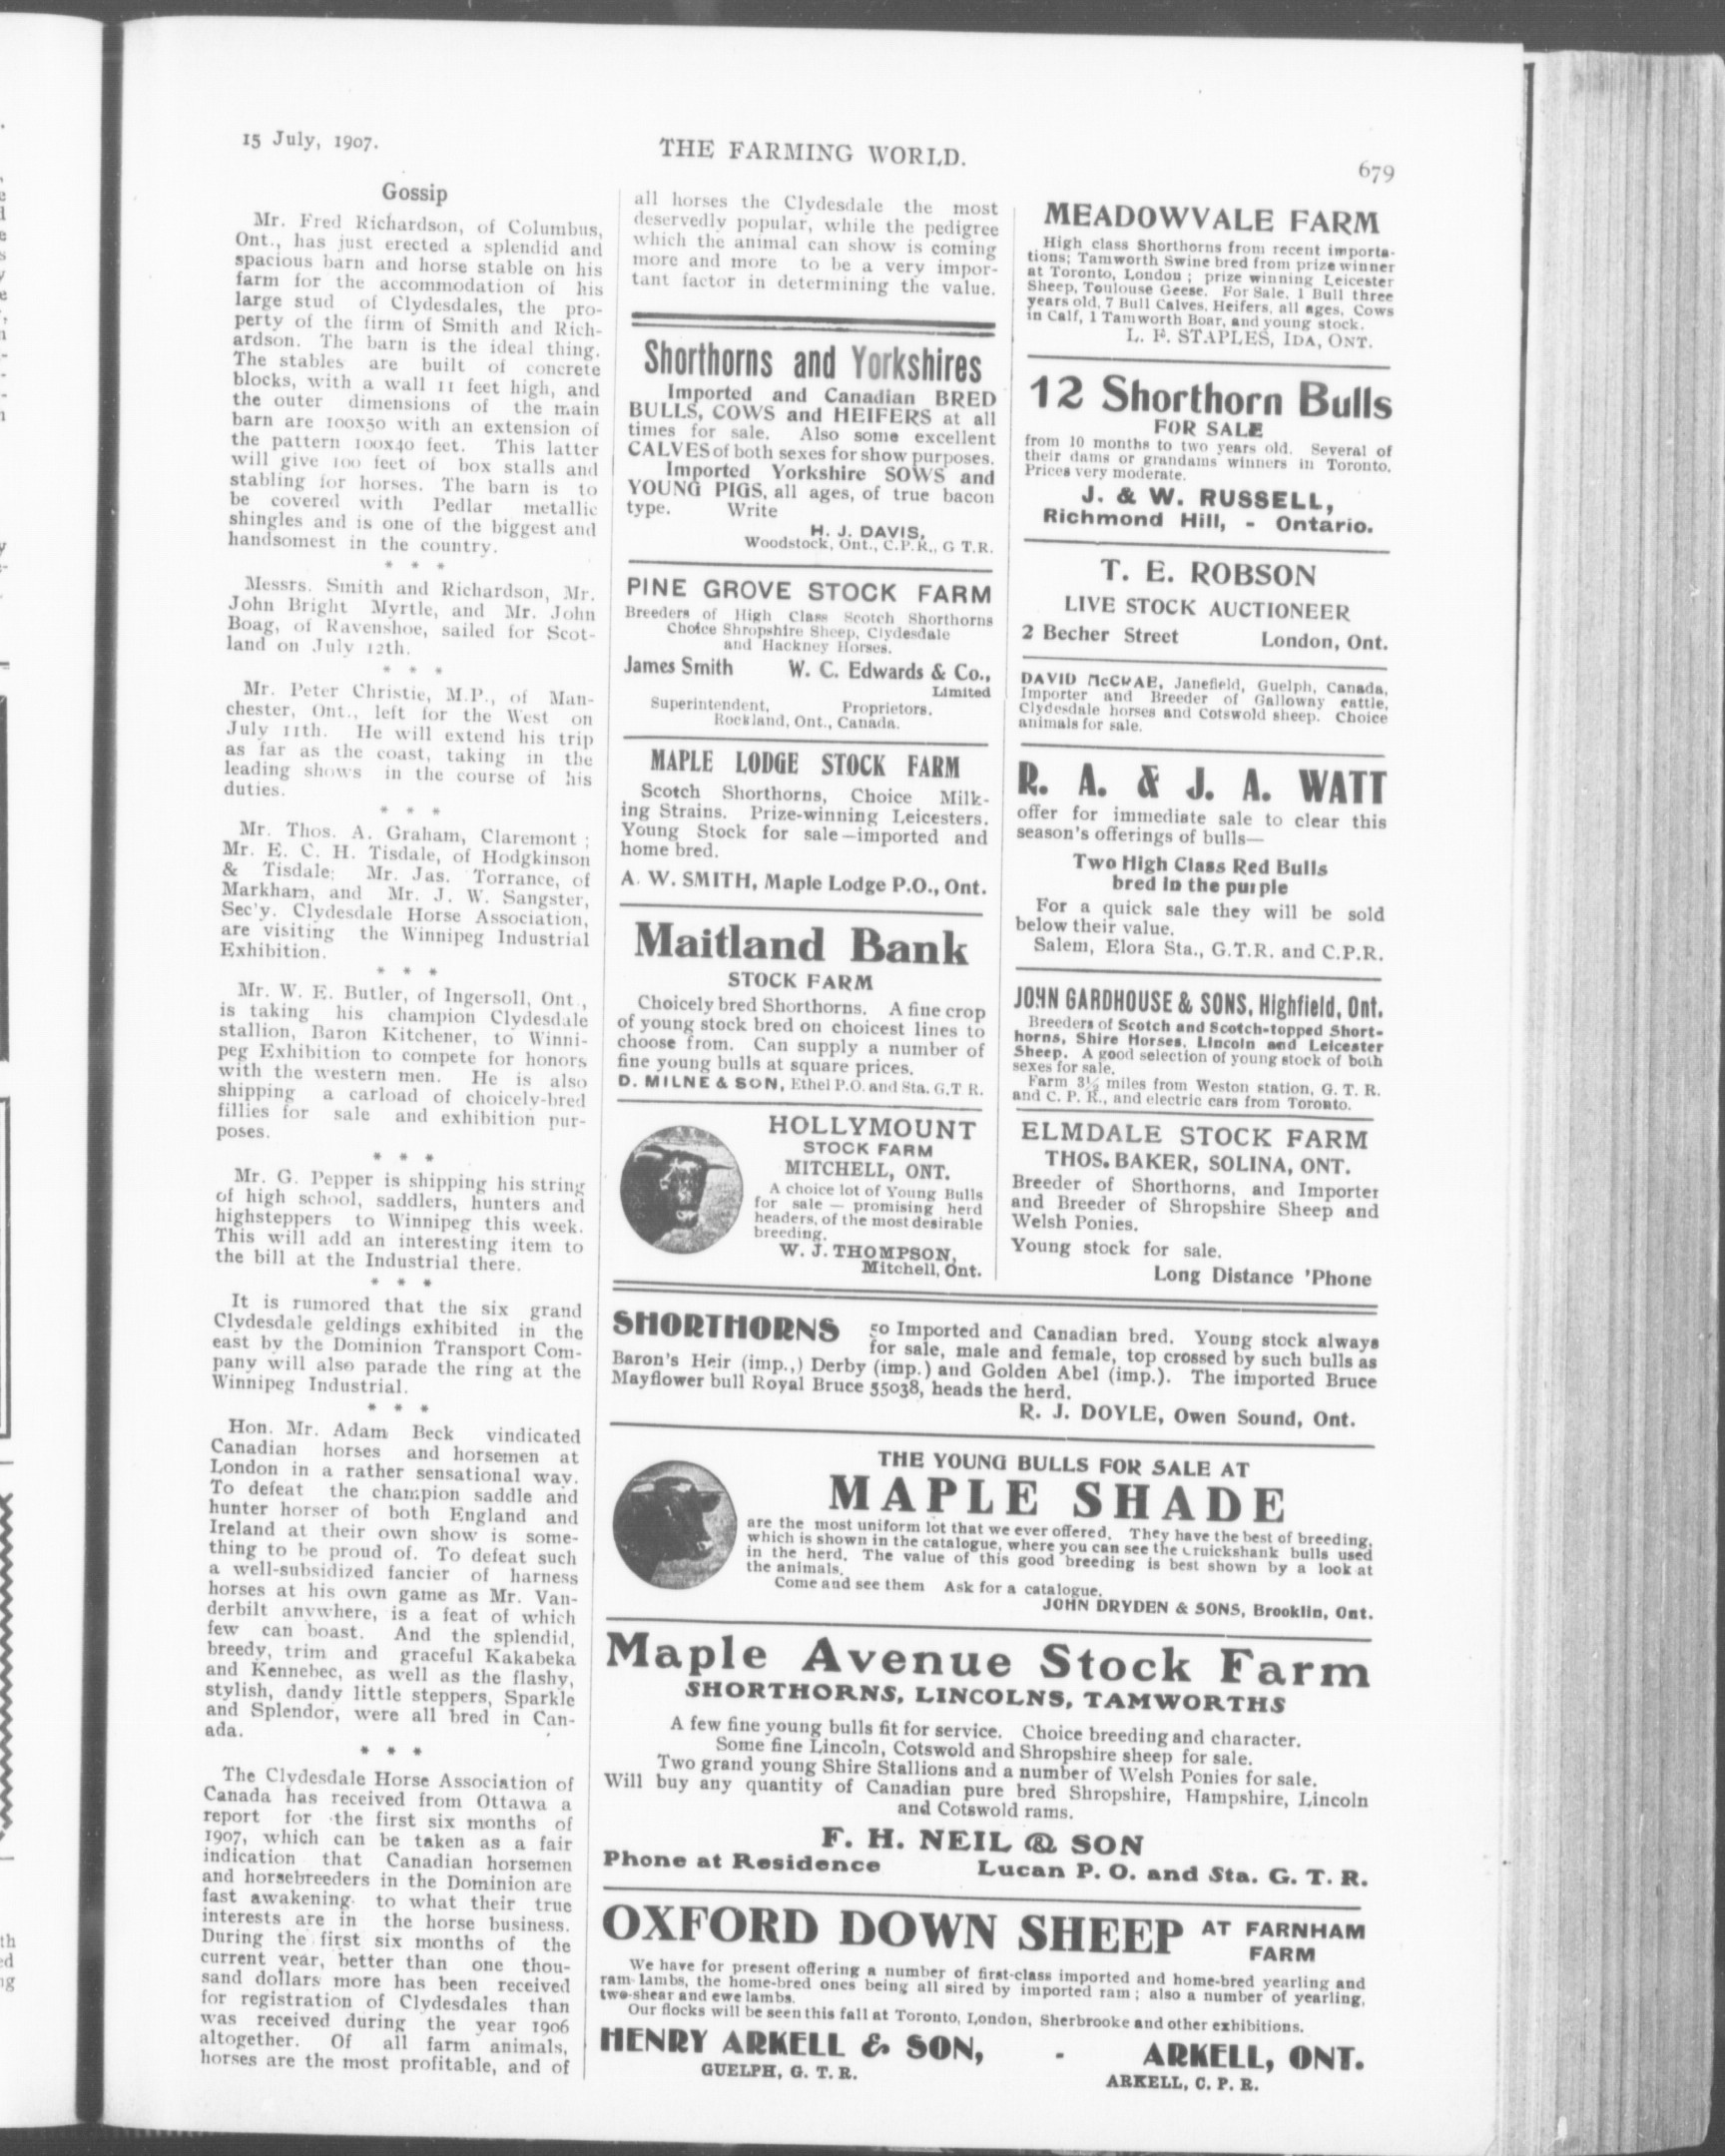 15 July, 1907.
THE FARMING WORLD.
679
Gossip
Mr. Fred Richardson, of Columbus,
Ont., has just erected a splendid and
spacious barn and horse stable on his
farm for the accommodation of his
large stud of Clydesdales, the pro-
perty of the firm of Smith and Rich-
ardson. The barn is the ideal thing.
The stables are built of concrete
blocks, with a wall 11 feet high, and
the outer dimensions of the main
barn are 100x50 with an extension of
the pattern 100x40 feet. This latter
will give 100 feet of box stalls and
stabling for horses. The barn is to
be covered with Pedlar metallic
shingles and is one of the biggest and
handsomest in the country.
* * *
Messrs. Smith and Richardson, Mr.
John Bright Myrtle, and Mr. John
Boag, of Ravenshoe, sailed for Scot-
land on July 12th.
* * *
Mr. Peter Christie, M.P., of Man-
chester, Ont., left for the West on
July 11th. He will extend his trip
as far as the coast, taking in the
leading shows in the course of his
duties.
* * *
Mr. Thos. A. Graham, Claremont ;
Mr. E. C. H. Tisdale, of Hodgkinson
& Tisdale; Mr. Jas. Torrance, of
Markham, and Mr. J. W. Sangster,
Sec'y. Clydesdale Horse Association,
are visiting the Winnipeg Industrial
Exhibition.
* * *
Mr. W. E. Butler, of Ingersoll, Ont ,
is taking his champion Clydesdale
stallion, Baron Kitchener, to Winni-
peg Exhibition to compete for honors
with the western men. He is also
shipping a carload of choicely-bred
fillies for sale and exhibition pur-
poses.
* * *
Mr. G. Pepper is shipping his string
of high school, saddlers, hunters and
highsteppers to Winnipeg this week.
This will add an interesting item to
the bill at the Industrial there.
* * *
It is rumored that the six grand
Clydesdale geldings exhibited in the
east by the Dominion Transport Com-
pany will also parade the ring at the
Winnipeg Industrial.
* * *
Hon. Mr. Adam Beck vindicated
Canadian horses and horsemen at
London in a rather sensational way.
To defeat the champion saddle and
hunter horser of both England and
Ireland at their own show is some-
thing to be proud of. To defeat such
a well-subsidized fancier of harness
horses at his own game as Mr. Van-
derbilt anywhere, is a feat of which
few can boast. And the splendid,
breedy, trim and graceful Kakabeka
and Kennebec, as well as the flashy,
stylish, dandy little steppers, Sparkle
and Splendor, were all bred in Can-
ada.
* * *
The Clydesdale Horse Association of
Canada has received from Ottawa a
report for the first six months of
1907, which can be taken as a fair
indication that Canadian horsemen
and horsebreeders in the Dominion are
fast awakening to what their true
interests are in the horse business.
During the first six months of the
current year, better than one thou-
sand dollars more has been received
for registration of Clydesdales than
was received during the year 1906
altogether. Of all farm animals,
horses are the most profitable, and of
all horses the Clydesdale the most
deservedly popular, while the pedigree
which the animal can show is coming
more and more to be a very impor-
tant factor in determining the value.
Shorthorns and Yorkshires
Imported and Canadian BRED
BULLS, COWS and HEIFERS at all
times for sale. Also some excellent
CALVES of both sexes for show purposes.
Imported Yorkshire SOWS and
YOUNG PIGS, all ages, of true bacon
type. Write
H. J. DAVIS,
Woodstock, Ont., C.P.R., G T.R.
PINE GROVE STOCK FARM
Breeders of High Class Scotch Shorthorns
Choice Shropshire Sheep, Clydesdale
and Hackney Horses.
James Smith W. C. Edwards & Co.,
Limited
Superintendent, Proprietors.
Rockland, Ont., Canada.
MAPLE LODGE STOCK FARM
Scotch Shorthorns, Choice Milk-
ing Strains. Prize-winning Leicesters.
Young Stock for sale—imported and
home bred.
A. W. SMITH, Maple Lodge P.O., Ont.
Maitland Bank
STOCK FARM
Choicely bred Shorthorns. A fine crop
of young stock bred on choicest lines to
choose from. Can supply a number of
fine young bulls at square prices.
D. MILNE & SON, Ethel P.O. and Sta. G.T R.
HOLLYMOUNT
STOCK FARM
MITCHELL, ONT.
A choice lot of Young Bulls
for sale — promising herd
headers, of the most desirable
breeding.
W. J. THOMPSON,
Mitchell, Ont.
MEADOWVALE FARM
High class Shorthorns from recent importa-
tions; Tamworth Swine bred from prize winner
at Toronto, London ; prize winning Leicester
Sheep, Toulouse Geese. For Sale. 1 Bull three
years old, 7 Bull Calves, Heifers, all ages, Cows
in Calf, 1 Tamworth Boar, and young stock.
L. F. STAPLES, IDA, ONT.
12 Shorthorn Bulls
FOR SALE
from 10 months to two years old. Several of
their dams or grandams winners in Toronto.
Prices very moderate.
J. & W. RUSSELL,
Richmond Hill, - Ontario.
T. E. ROBSON
LIVE STOCK AUCTIONEER
2 Becher Street London, Ont.
DAVID McCRAE, Janefield, Guelph, Canada,
Importer and Breeder of Galloway cattle,
Clydesdale horses and Cotswold sheep. Choice
animals for sale.
R. A. & J. A. WATT
offer for immediate sale to clear this
season's offerings of bulls—
Two High Class Red Bulls
bred in the purple
For a quick sale they will be sold
below their value.
Salem, Elora Sta., G.T.R. and C.P.R.
JOHN GARDHOUSE & SONS, Highfield, Ont.
Breeders of Scotch and Scotch-topped Short-
horns, Shire Horses, Lincoln and Leicester
Sheep. A good selection of young stock of both
sexes for sale.
Farm 3½ miles from Weston station, G. T. R.
and C. P. R., and electric cars from Toronto.
ELMDALE STOCK FARM
THOS. BAKER, SOLINA, ONT.
Breeder of Shorthorns, and Importer
and Breeder of Shropshire Sheep and
Welsh Ponies.
Young stock for sale.
Long Distance 'Phone
SHORTHORNS 50 Imported and Canadian bred. Young stock always
for sale, male and female, top crossed by such bulls as
Baron's Heir (imp.,) Derby (imp.) and Golden Abel (imp.). The imported Bruce
Mayflower bull Royal Bruce 55038, heads the herd.
R. J. DOYLE, Owen Sound, Ont.
THE YOUNG BULLS FOR SALE AT
MAPLE SHADE
are the most uniform lot that we ever offered. They have the best of breeding,
which is shown in the catalogue, where you can see the Cruickshank bulls used
in the herd. The value of this good breeding is best shown by a look at
the animals.
Come and see them Ask for a catalogue.
JOHN DRYDEN & SONS, Brooklin, Ont.
Maple Avenue Stock Farm
SHORTHORNS, LINCOLNS, TAMWORTHS
A few fine young bulls fit for service. Choice breeding and character.
Some fine Lincoln, Cotswold and Shropshire sheep for sale.
Two grand young Shire Stallions and a number of Welsh Ponies for sale.
Will buy any quantity of Canadian pure bred Shropshire, Hampshire, Lincoln
and Cotswold rams.
F. H. NEIL & SON
Phone at Residence Lucan P. O. and Sta. G. T. R.
OXFORD DOWN SHEEP AT FARNHAM
FARM
We have for present offering a number of first-class imported and home-bred yearling and
ram lambs, the home-bred ones being all sired by imported ram ; also a number of yearling,
two-shear and ewe lambs.
Our flocks will be seen this fall at Toronto, London, Sherbrooke and other exhibitions.
HENRY ARKELL & SON, - ARKELL, ONT.
GUELPH, G. T. R. ARKELL, C. P. R.